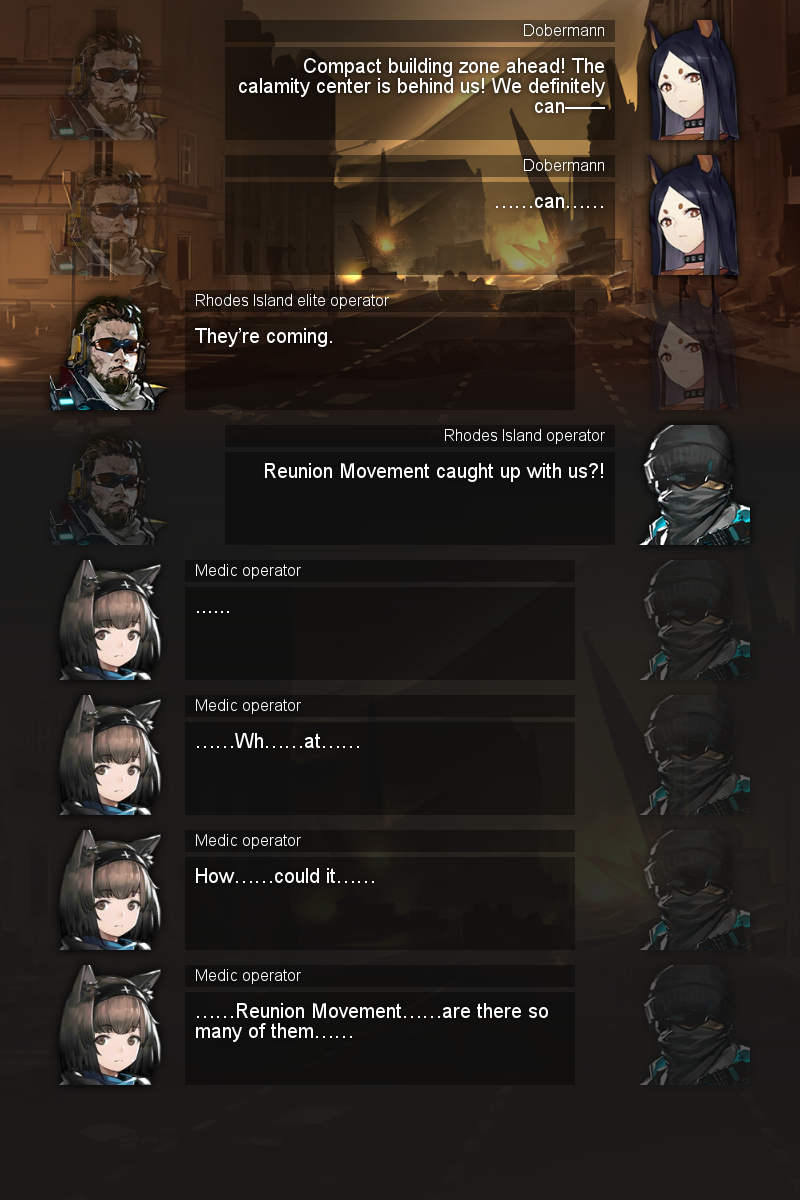 Dobermann
Compact building zone ahead! The
calamity center is behind us! We definitely
can——
Dobermann
……can……
Rhodes Island elite operator
They’re coming.
Rhodes Island operator
Reunion Movement caught up with us?!
Medic operator
……
Medic operator
……Wh……at……
Medic operator
How……could it……
Medic operator
……Reunion Movement……are there so
many of them……